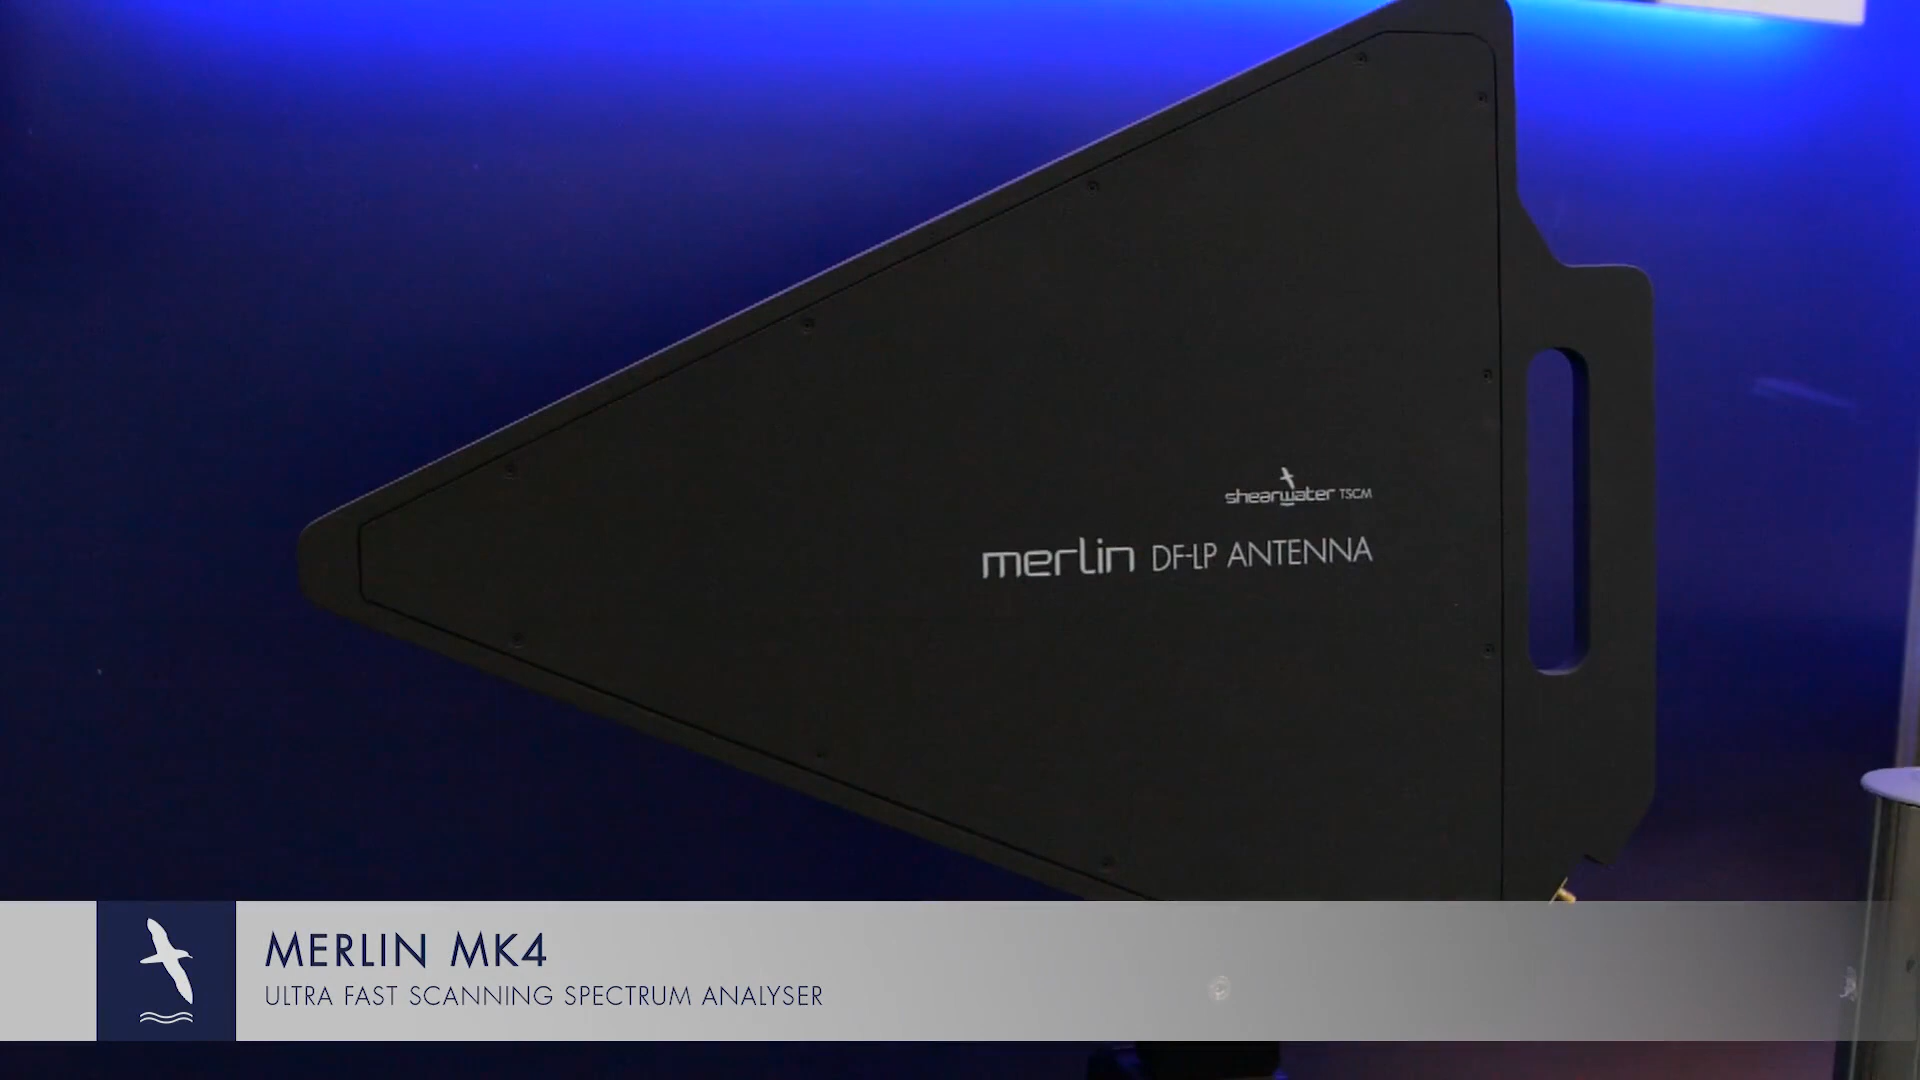 shearwater TSCM
merlin DF-LP ANTENNA
MERLIN MK4
ULTRA FAST SCANNING SPECTRUM ANALYSER